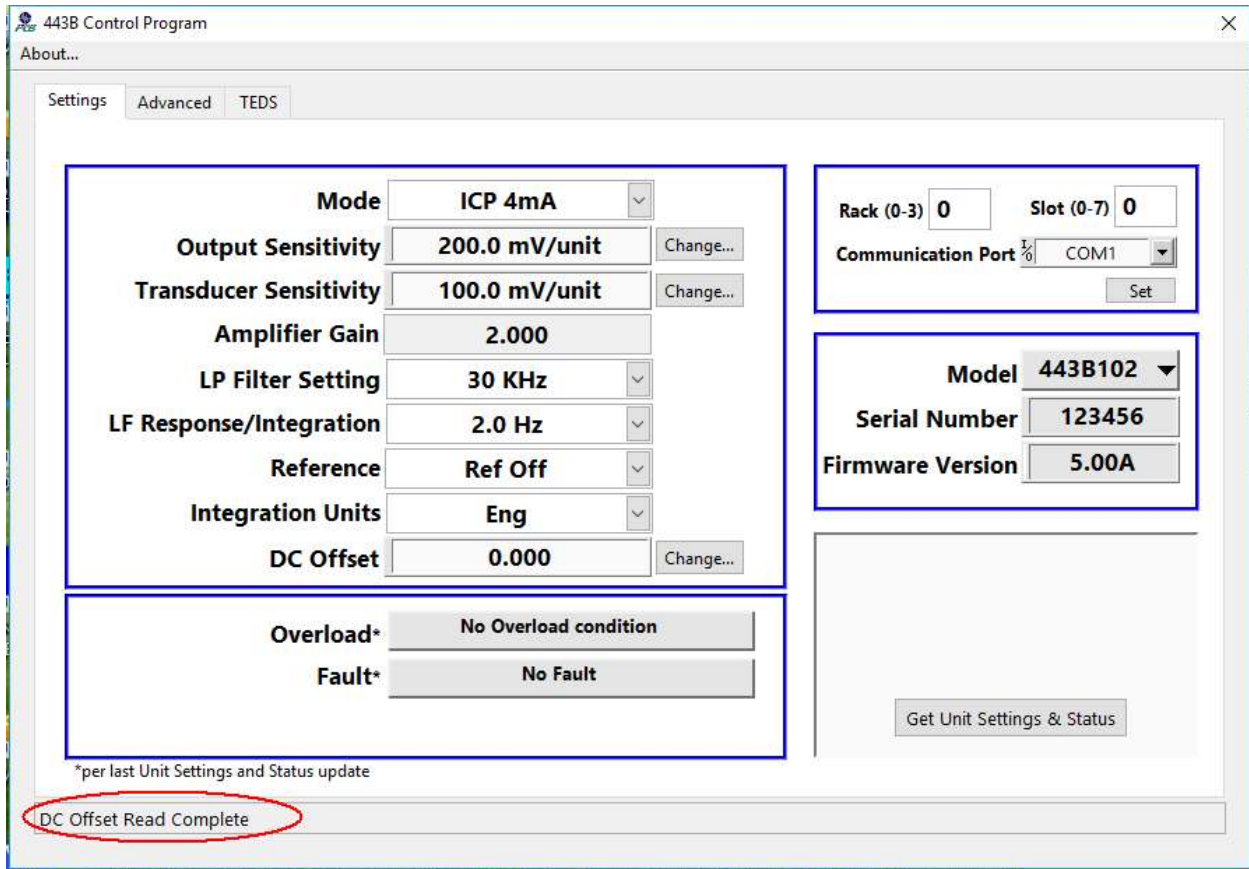 443B Control Program
About...
Settings Advanced TEDS
Mode ICP 4mA
Output Sensitivity 200.0 mV/unit Change...
Transducer Sensitivity 100.0 mV/unit Change...
Amplifier Gain 2.000
LP Filter Setting 30 KHz
LF Response/Integration 2.0 Hz
Reference Ref Off
Integration Units Eng
DC Offset 0.000 Change...
Overload* No Overload condition
Fault* No Fault
*per last Unit Settings and Status update
Rack (0-3) 0 Slot (0-7) 0
Communication Port I/O COM1
Set
Model 443B102
Serial Number 123456
Firmware Version 5.00A
Get Unit Settings & Status
DC Offset Read Complete